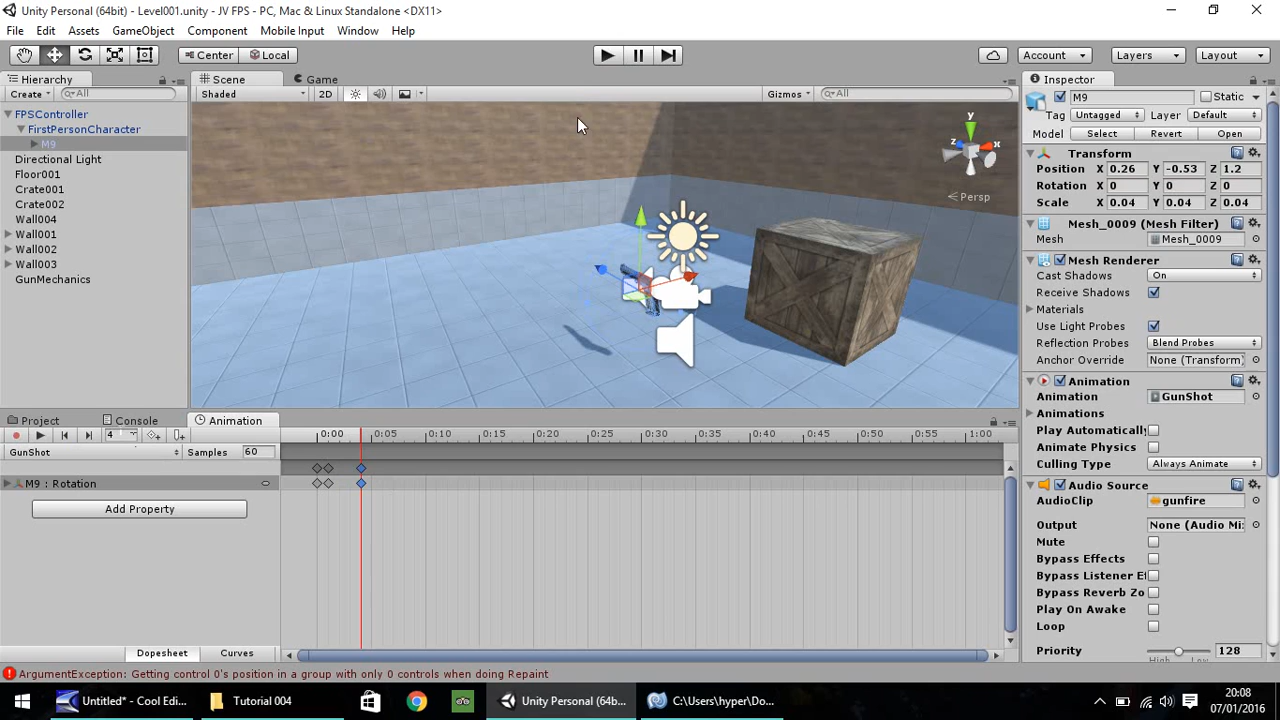 Unity Personal (64bit) - Level001.unity - JV FPS - PC, Mac & Linux Standalone <DX11>
File Edit Assets GameObject Component Mobile Input Window Help
Center Local Account Layers Layout
Hierarchy Scene Game Inspector
Create All Shaded 2D Gizmos All
M9 Static
Tag Untagged Layer Default
Model Select Revert Open
FPSController
FirstPersonCharacter
M9
Directional Light
Floor001
Crate001
Crate002
Wall004
Wall001
Wall002
Wall003
GunMechanics
y
z x
Persp
Transform
Position X 0.26 Y -0.53 Z 1.2
Rotation X 0 Y 0 Z 0
Scale X 0.04 Y 0.04 Z 0.04
Mesh_0009 (Mesh Filter)
Mesh Mesh_0009
Mesh Renderer
Cast Shadows On
Receive Shadows
Materials
Use Light Probes
Reflection Probes Blend Probes
Anchor Override None (Transform)
Animation
Animation GunShot
Animations
Play Automatically
Animate Physics
Culling Type Always Animate
Audio Source
AudioClip gunfire
Output None (Audio Mi:
Mute
Bypass Effects
Bypass Listener Ef
Bypass Reverb Zo
Play On Awake
Loop
Priority 128
High Low
Project Console Animation
4 0:00 0:05 0:10 0:15 0:20 0:25 0:30 0:35 0:40 0:45 0:50 0:55 1:00
GunShot Samples 60
M9 : Rotation
Add Property
Dopesheet Curves
ArgumentException: Getting control 0's position in a group with only 0 controls when doing Repaint
Untitled* - Cool Edi... Tutorial 004 Unity Personal (64b... C:\Users\hyper\Do...
20:08
07/01/2016